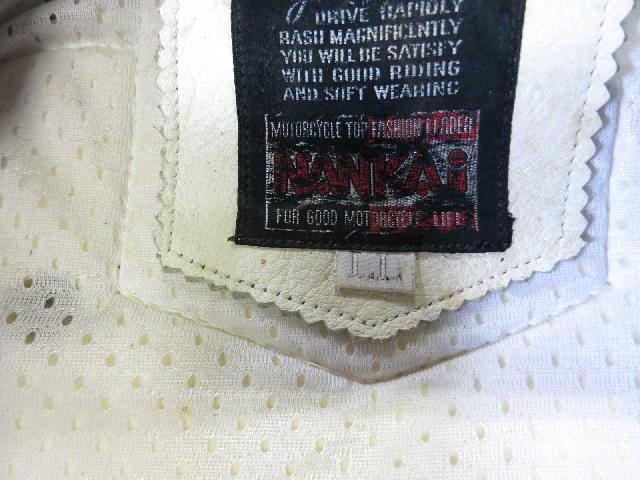 DRIVE RAPIDLY
RASH MAGNIFICENTLY
YOU WILL BE SATISFY
WITH GOOD RIDING
AND SOFT WEARING
MOTORCYCLE TOP FASHION LEADER
NANKAI
FOR GOOD MOTORCYCLE LIFE
LL